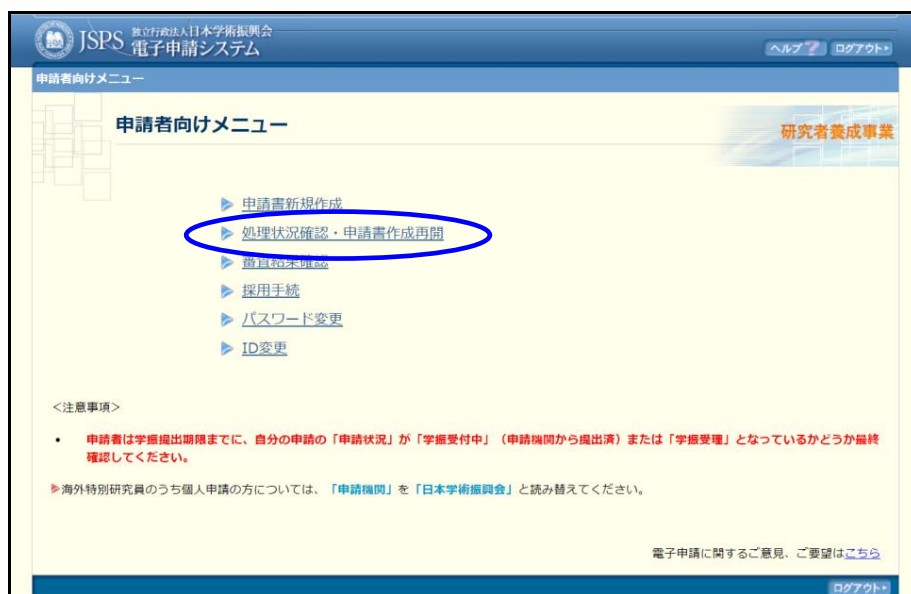 JSPS 独立行政法人日本学術振興会
電子申請システム
ヘルプ ? ログアウト
申請者向けメニュー
申請者向けメニュー
研究者養成事業
申請書新規作成
処理状況確認・申請書作成再開
審査結果確認
採用手続
パスワード変更
ID変更
<注意事項>
• 申請者は学振提出期限までに、自分の申請の「申請状況」が「学振受付中」（申請機関から提出済）または「学振受理」となっているかどうか最終
確認してください。
海外特別研究員のうち個人申請の方については、「申請機関」を「日本学術振興会」と読み替えてください。
電子申請に関するご意見、ご要望はこちら
ログアウト